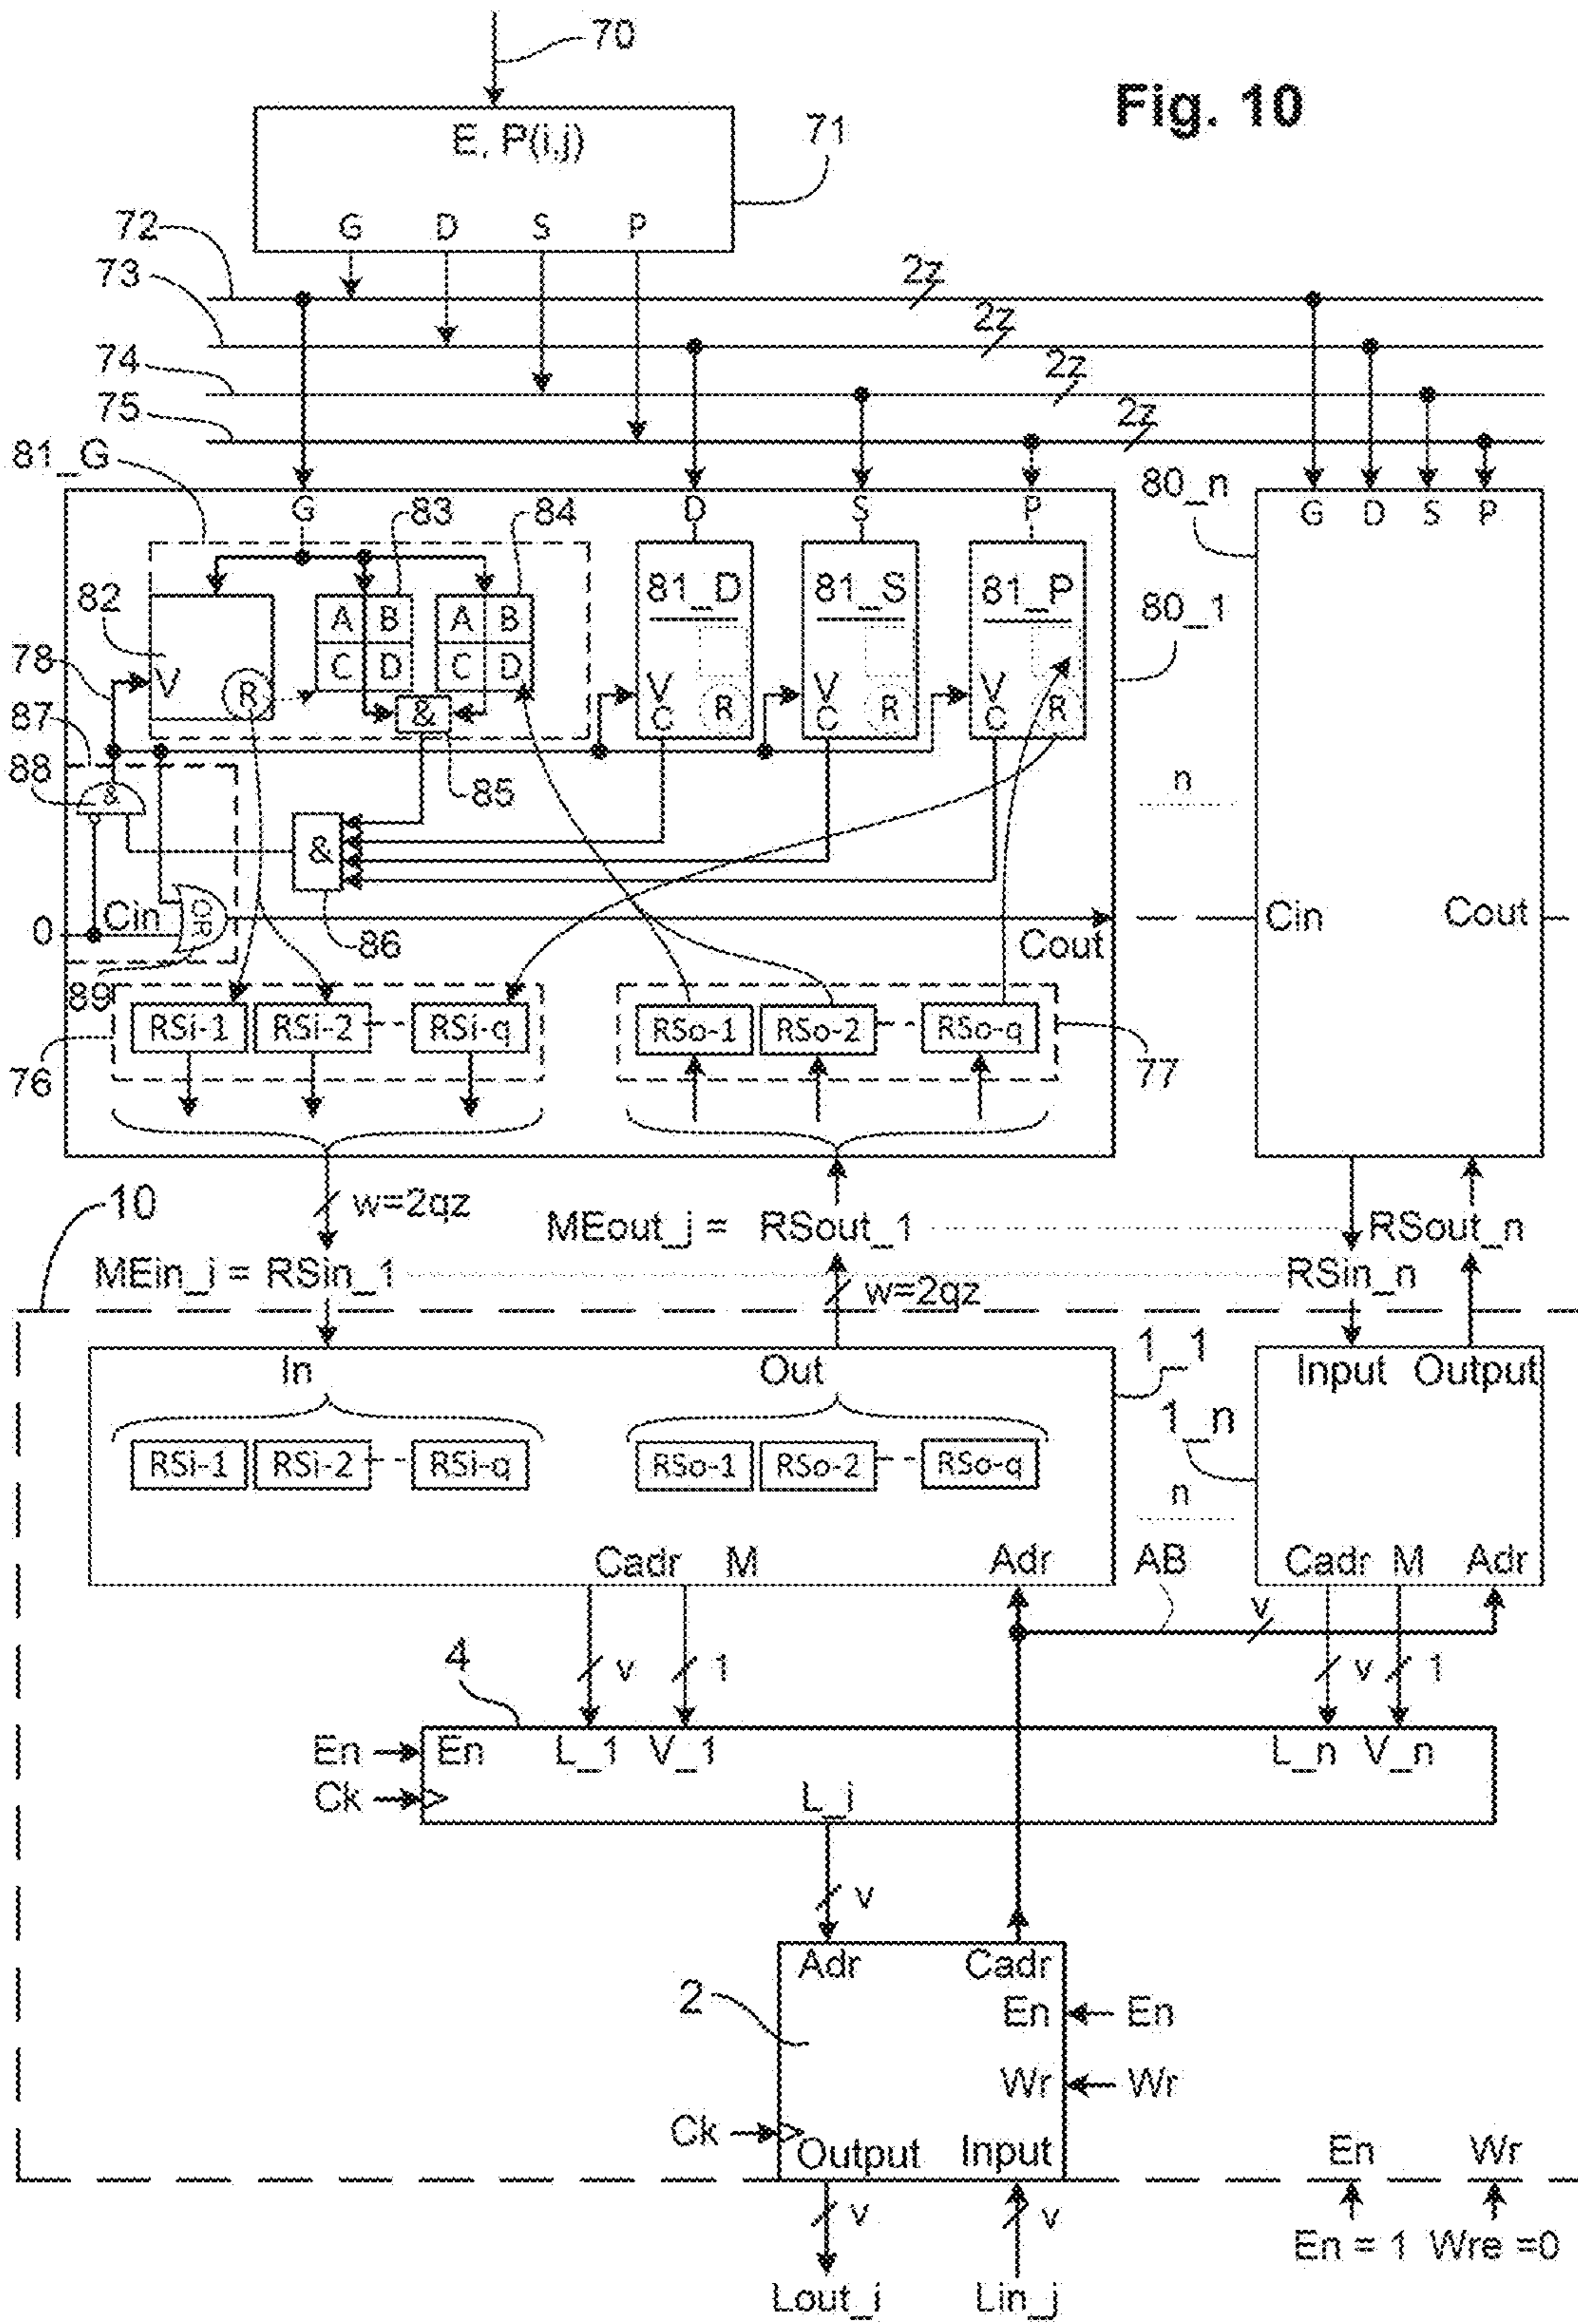 70
Fig. 10
E, P(i,j)
71
G D S P
72
73
74
75
2z
2z
2z
2z
81_G
G
83
84
D
S
P
80_n
G D S P
82
V
R
A B
C D
A B
C D
&
81_D
V
C
R
81_S
V
C
R
81_P
V
C
R
80_1
78
87
88
&
85
n
&
86
0
Cin
OR
Cout
Cin
Cout
89
RSi-1
RSi-2
RSi-q
RSo-1
RSo-2
RSo-q
76
77
10
w=2qz
MEout_j = RSout_1
RSout_n
MEin_j = RSin_1
RSin_n
w=2qz
In
Out
1_1
Input Output
1_n
RSi-1
RSi-2
RSi-q
RSo-1
RSo-2
RSo-q
n
Cadr M
Adr
AB
Cadr M Adr
v
4
v
1
v
1
En
En
L_1 V_1
L_n V_n
Ck
L_j
v
Adr
Cadr
2
En
En
Wr
Wr
Ck
Output Input
En
Wr
v
v
En = 1
Wre =0
Lout_j
Lin_j